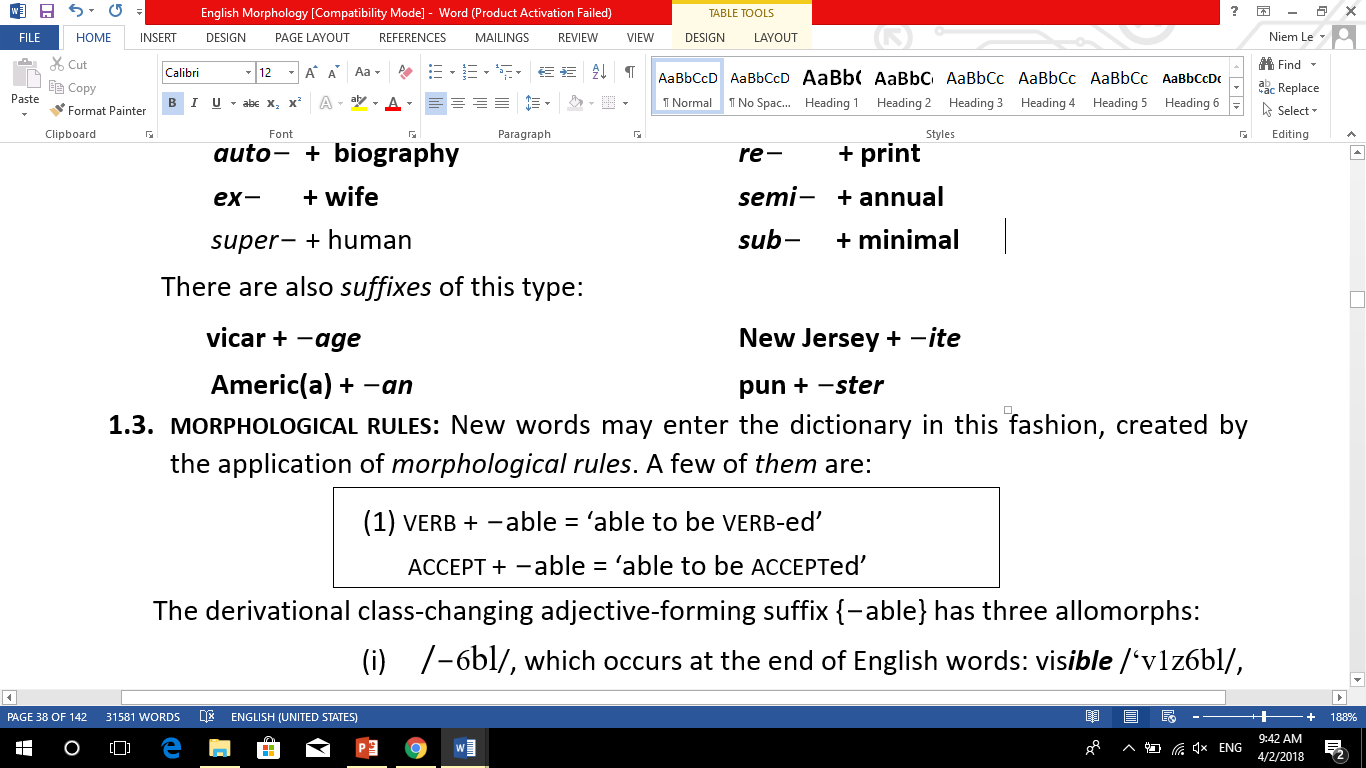 English Morphology [Compatibility Mode] - Word (Product Activation Failed)
TABLE TOOLS
FILE HOME INSERT DESIGN PAGE LAYOUT REFERENCES MAILINGS REVIEW VIEW DESIGN LAYOUT Niem Le
Cut
Copy
Format Painter
Paste
Calibri 12
AaBbCcD AaBbCcD AaBbC AaBbCc AaBbCc AaBbCc AaBbCc AaBbCcDc
¶ Normal ¶ No Spac... Heading 1 Heading 2 Heading 3 Heading 4 Heading 5 Heading 6
Find
Replace
Select
Clipboard Font Paragraph Styles Editing
auto– + biography re– + print
ex– + wife semi– + annual
super– + human sub– + minimal
There are also suffixes of this type:
vicar + –age New Jersey + –ite
Americ(a) + –an pun + –ster
1.3. MORPHOLOGICAL RULES: New words may enter the dictionary in this fashion, created by
the application of morphological rules. A few of them are:
(1) VERB + –able = ‘able to be VERB-ed’
ACCEPT + –able = ‘able to be ACCEPTed’
The derivational class-changing adjective-forming suffix {–able} has three allomorphs:
(i) /–6bl/, which occurs at the end of English words: visible /‘v1z6bl/,
PAGE 38 OF 142 31581 WORDS ENGLISH (UNITED STATES) 188%
ENG 9:42 AM
4/2/2018
2